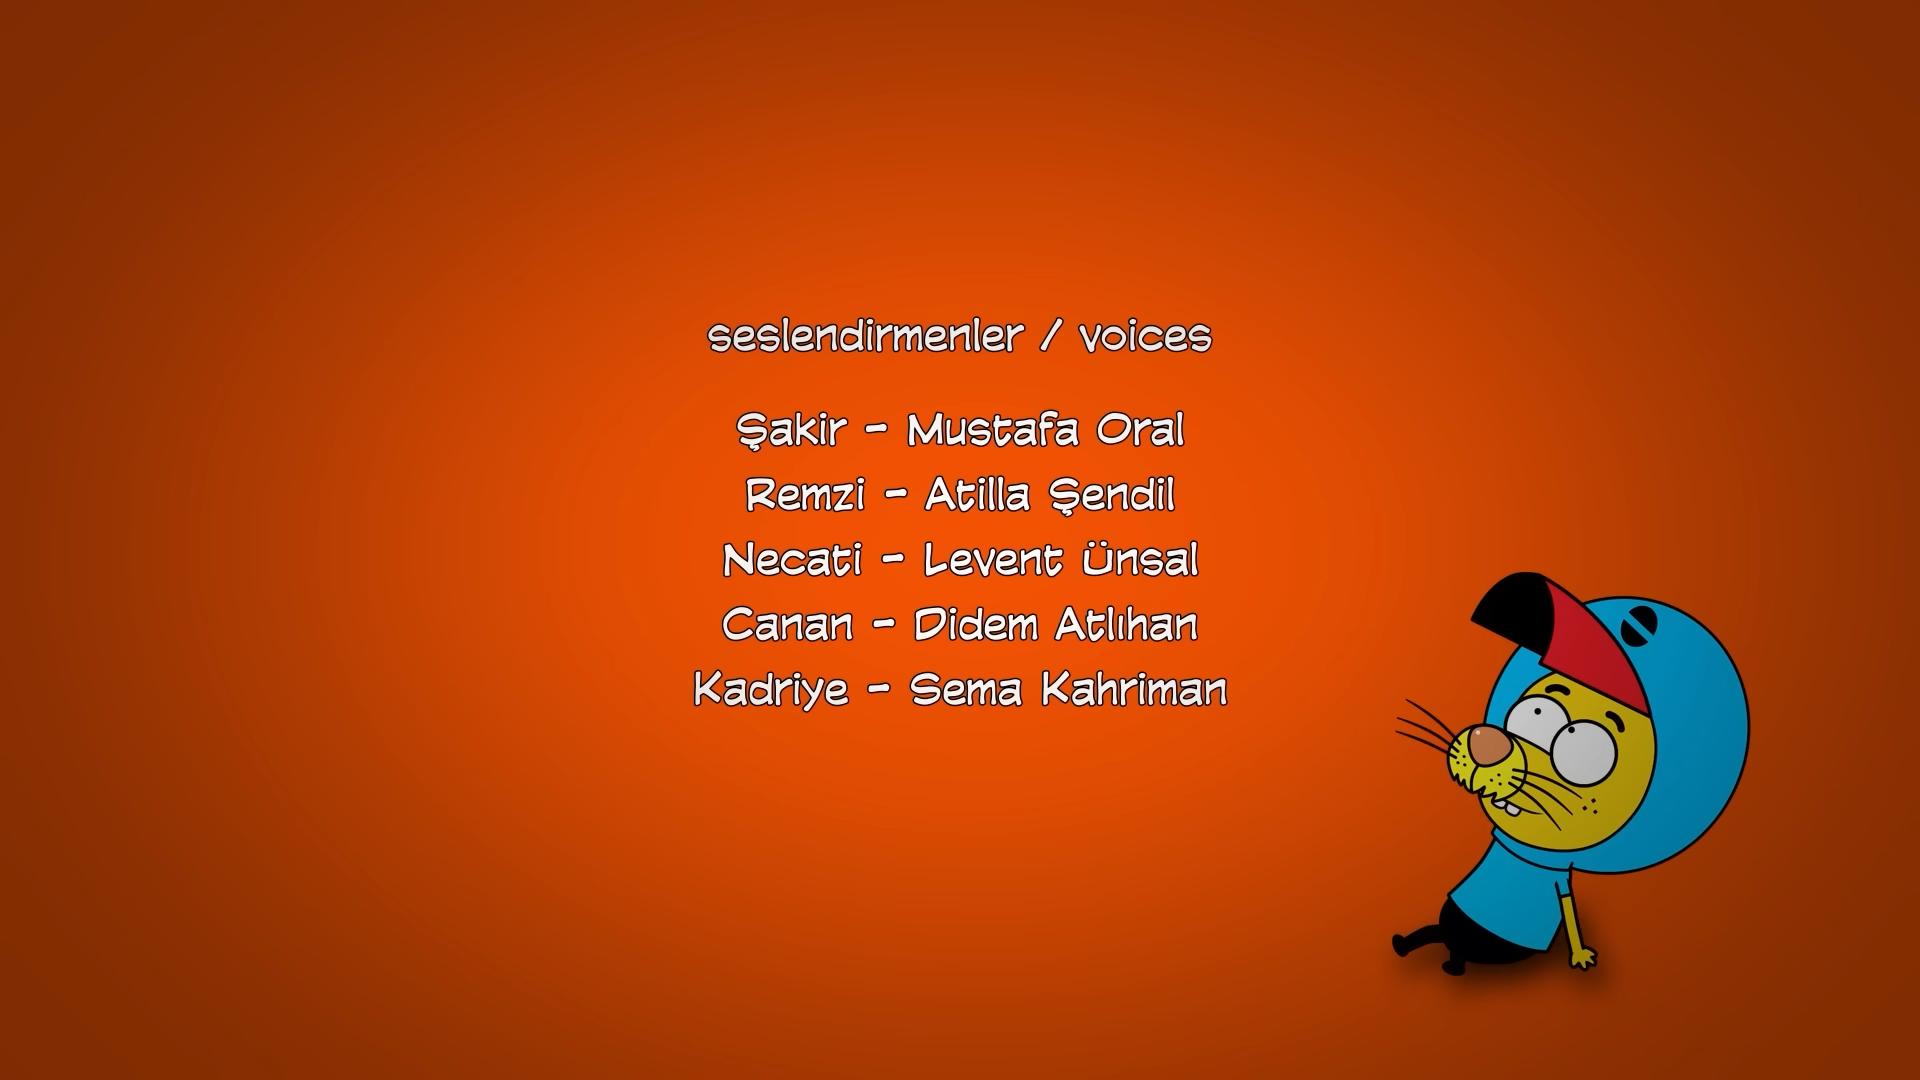 seslendirmenler / voices
Şakir - Mustafa Oral
Remzi - Atilla Şendil
Necati - Levent Ünsal
Canan - Didem Atlıhan
Kadriye - Sema Kahriman